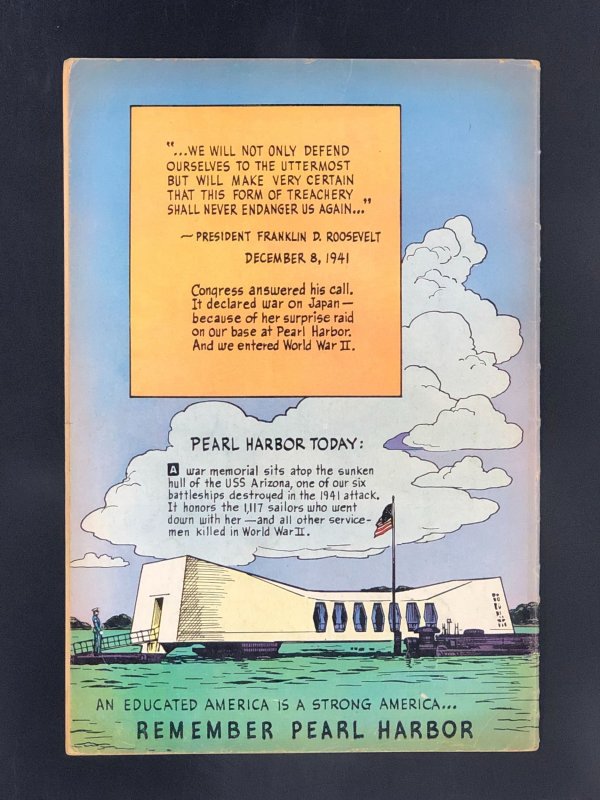 "...WE WILL NOT ONLY DEFEND
OURSELVES TO THE UTTERMOST
BUT WILL MAKE VERY CERTAIN
THAT THIS FORM OF TREACHERY
SHALL NEVER ENDANGER US AGAIN..."
~PRESIDENT FRANKLIN D. ROOSEVELT
DECEMBER 8, 1941
Congress answered his call.
It declared war on Japan—
because of her surprise raid
on our base at Pearl Harbor.
And we entered World War II.
PEARL HARBOR TODAY:
A war memorial sits atop the sunken
hull of the USS Arizona, one of our six
battleships destroyed in the 1941 attack.
It honors the 1,117 sailors who went
down with her—and all other service-
men killed in World War II.
AN EDUCATED AMERICA IS A STRONG AMERICA...
REMEMBER PEARL HARBOR